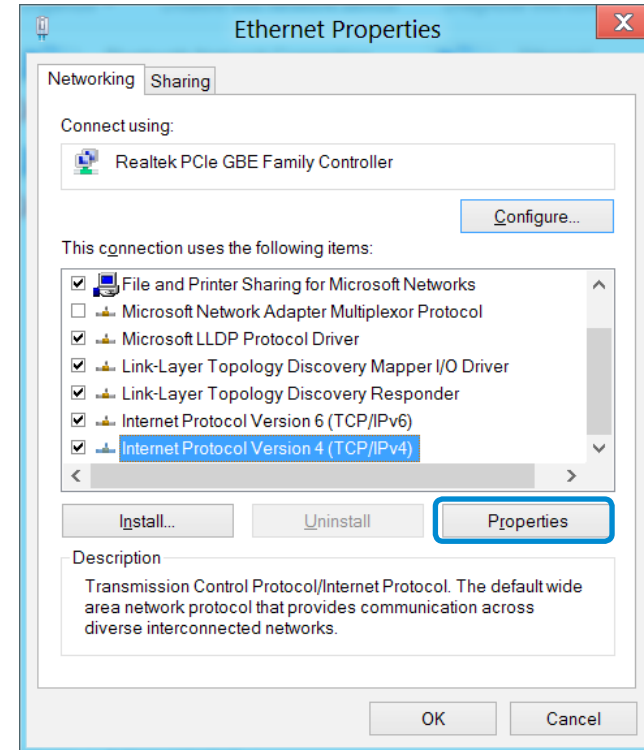 Ethernet Properties
X
Networking
Sharing
Connect using:
Realtek PCIe GBE Family Controller
Configure...
This connection uses the following items:
File and Printer Sharing for Microsoft Networks
Microsoft Network Adapter Multiplexor Protocol
Microsoft LLDP Protocol Driver
Link-Layer Topology Discovery Mapper I/O Driver
Link-Layer Topology Discovery Responder
Internet Protocol Version 6 (TCP/IPv6)
Internet Protocol Version 4 (TCP/IPv4)
Install...
Uninstall
Properties
Description
Transmission Control Protocol/Internet Protocol. The default wide
area network protocol that provides communication across
diverse interconnected networks.
OK
Cancel